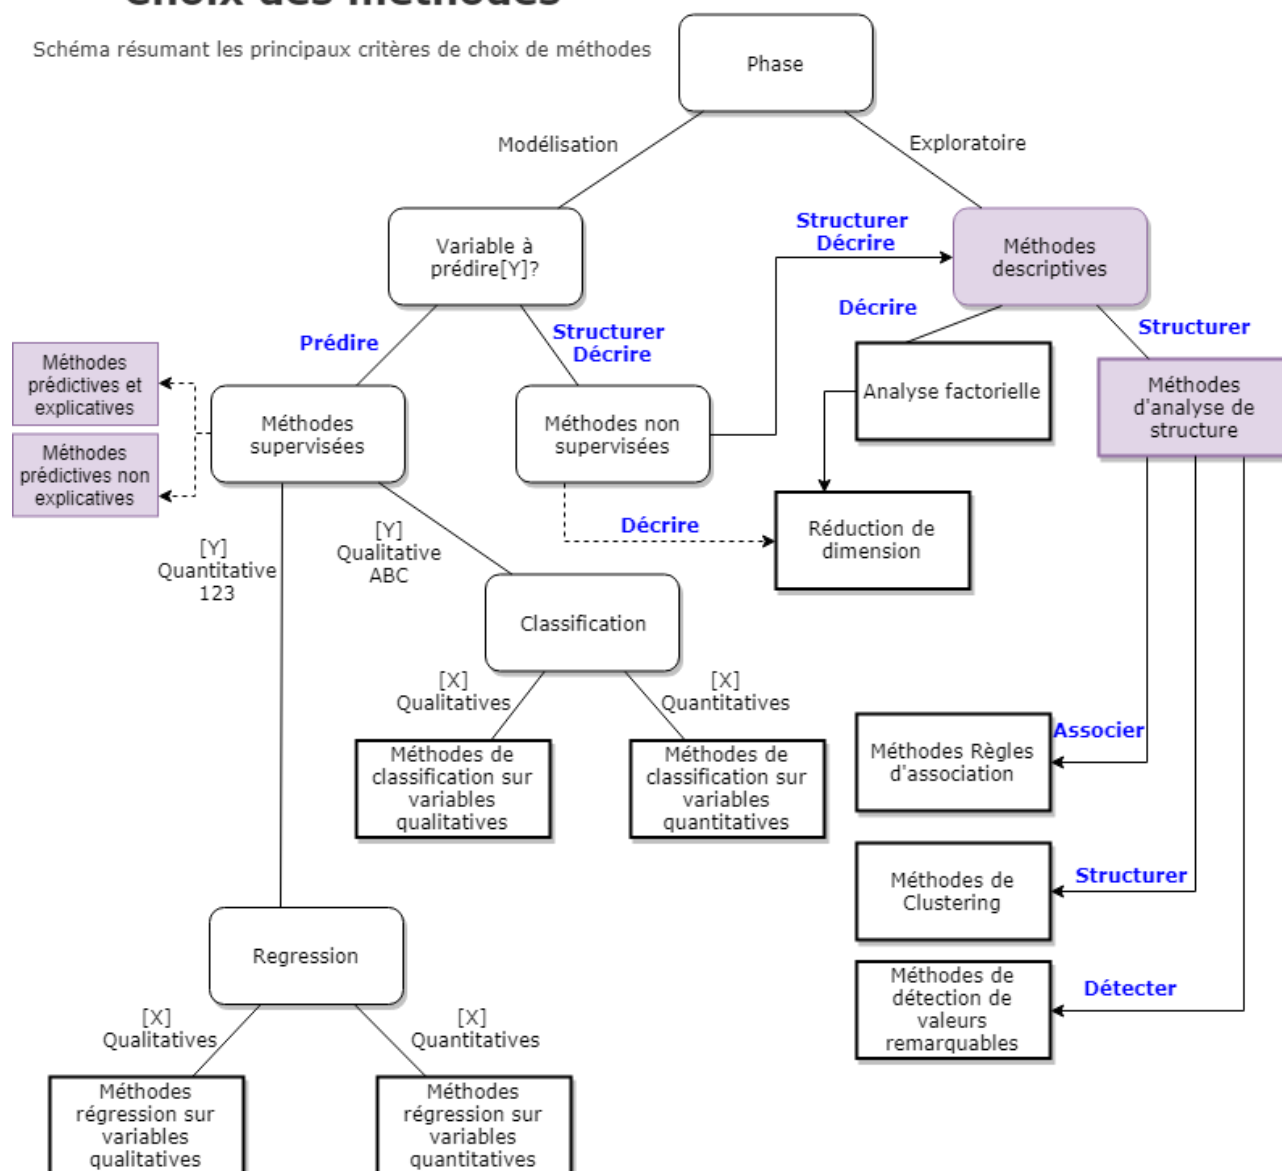 Choix des méthodes
Schéma résumant les principaux critères de choix de méthodes
Phase
Modélisation
Exploratoire
Variable à
prédire[Y]?
Structurer
Décrire
Méthodes
descriptives
Prédire
Structurer
Décrire
Décrire
Structurer
Méthodes
prédictives et
explicatives
Méthodes
prédictives non
explicatives
Méthodes
supervisées
Méthodes non
supervisées
Analyse factorielle
Méthodes
d'analyse de
structure
[Y]
Quantitative
123
[Y]
Qualitative
ABC
Décrire
Réduction de
dimension
Classification
[X]
Qualitatives
[X]
Quantitatives
Méthodes de
classification sur
variables
qualitatives
Méthodes de
classification sur
variables
quantitatives
Associer
Méthodes Règles
d'association
Structurer
Méthodes de
Clustering
Détecter
Méthodes de
détection de
valeurs
remarquables
Regression
[X]
Qualitatives
[X]
Quantitatives
Méthodes
régression sur
variables
qualitatives
Méthodes
régression sur
variables
quantitatives